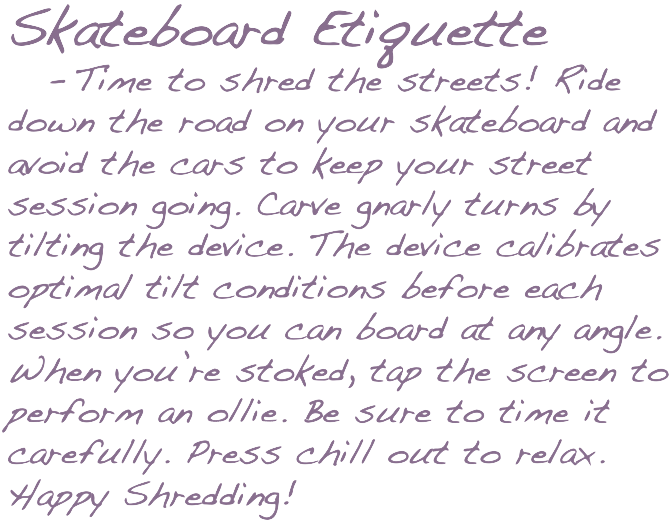 Skateboard Etiquette
-Time to shred the streets! Ride
down the road on your skateboard and
avoid the cars to keep your street
session going. Carve gnarly turns by
tilting the device. The device calibrates
optimal tilt conditions before each
session so you can board at any angle.
When you're stoked, tap the screen to
perform an ollie. Be sure to time it
carefully. Press chill out to relax.
Happy Shredding!